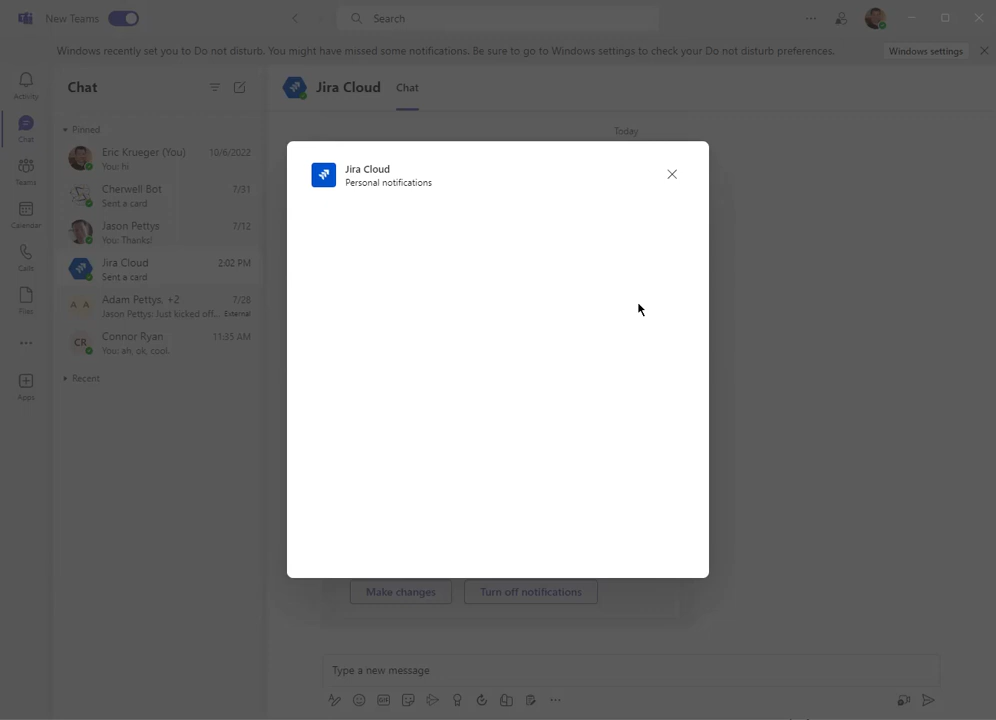 New Teams
Search
Windows recently set you to Do not disturb. You might have missed some notifications. Be sure to go to Windows settings to check your Do not disturb preferences.
Windows settings
Activity
Chat
Teams
Calendar
Calls
Files
Apps
Chat
Pinned
Eric Krueger (You) 10/6/2022
You: hi
Cherwell Bot 7/31
Sent a card
Jason Pettys 7/12
You: Thanks!
Jira Cloud 2:02 PM
Sent a card
Adam Pettys, +2 7/28
Jason Pettys: Just kicked off... External
Connor Ryan 11:35 AM
You: ah, ok, cool.
A A
CR
Recent
Jira Cloud Chat
Today
Jira Cloud
Personal notifications
Make changes Turn off notifications
Type a new message
GIF